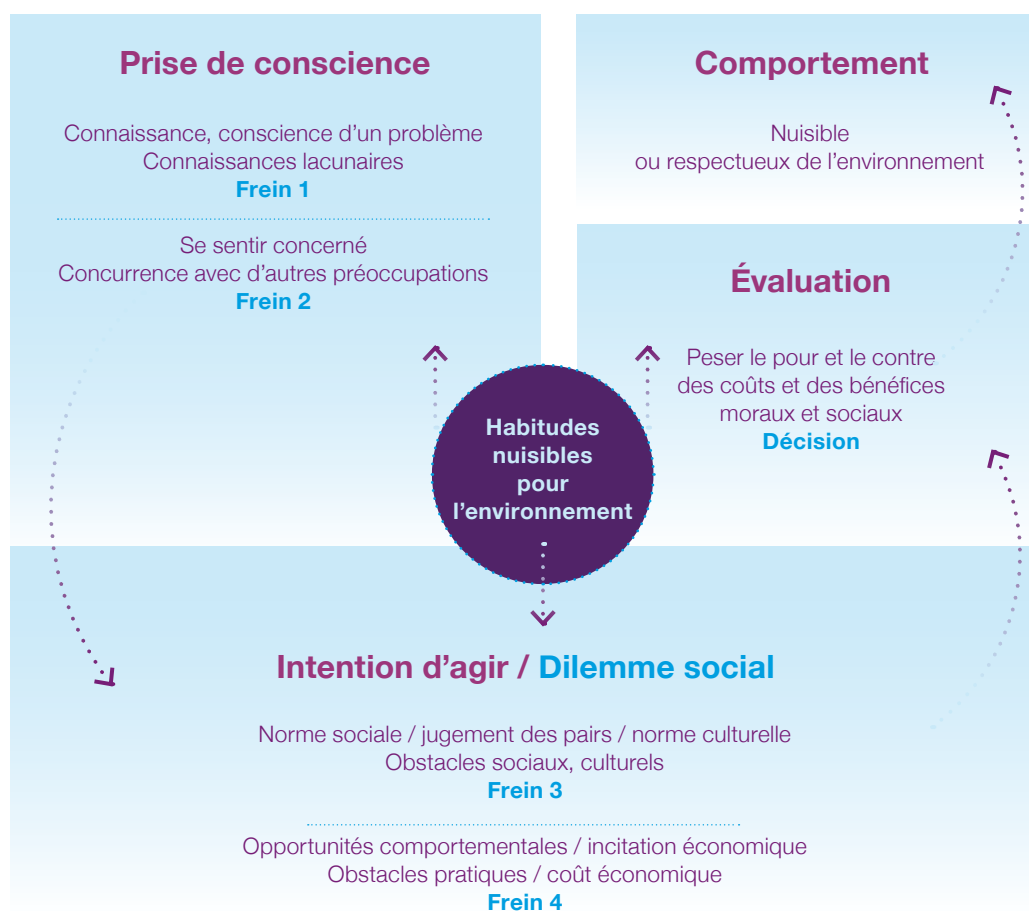 Prise de conscience
Connaissance, conscience d’un problème
Connaissances lacunaires
Frein 1
Se sentir concerné
Concurrence avec d’autres préoccupations
Frein 2
Comportement
Nuisible
ou respectueux de l’environnement
Évaluation
Peser le pour et le contre
des coûts et des bénéfices
moraux et sociaux
Décision
Habitudes
nuisibles
pour
l’environnement
Intention d’agir / Dilemme social
Norme sociale / jugement des pairs / norme culturelle
Obstacles sociaux, culturels
Frein 3
Opportunités comportementales / incitation économique
Obstacles pratiques / coût économique
Frein 4